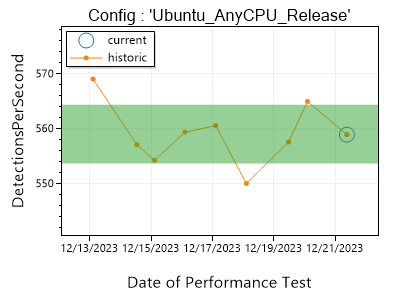 Config : 'Ubuntu_AnyCPU_Release'
current
historic
DetectionsPerSecond
570
560
550
12/13/2023 12/15/2023 12/17/2023 12/19/2023 12/21/2023
Date of Performance Test